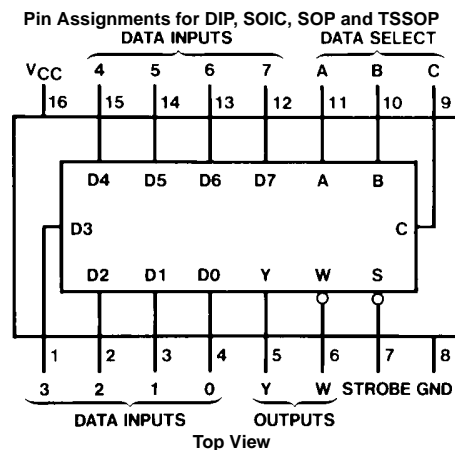 Pin Assignments for DIP, SOIC, SOP and TSSOP
DATA INPUTS DATA SELECT
VCC 4 5 6 7 A B C
16 15 14 13 12 11 10 9
D4 D5 D6 D7 A B
D3 C
D2 D1 D0 Y W S
1 2 3 4 5 6 7 8
3 2 1 0 Y W STROBE GND
DATA INPUTS OUTPUTS
Top View